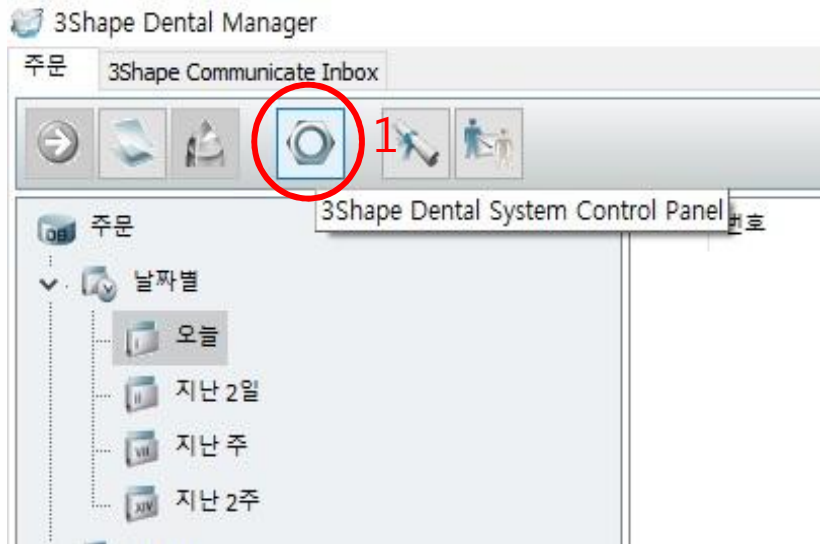 3Shape Dental Manager
주문 3Shape Communicate Inbox
1
3Shape Dental System Control Panel
주문
날짜별
오늘
지난 2일
지난 주
지난 2주